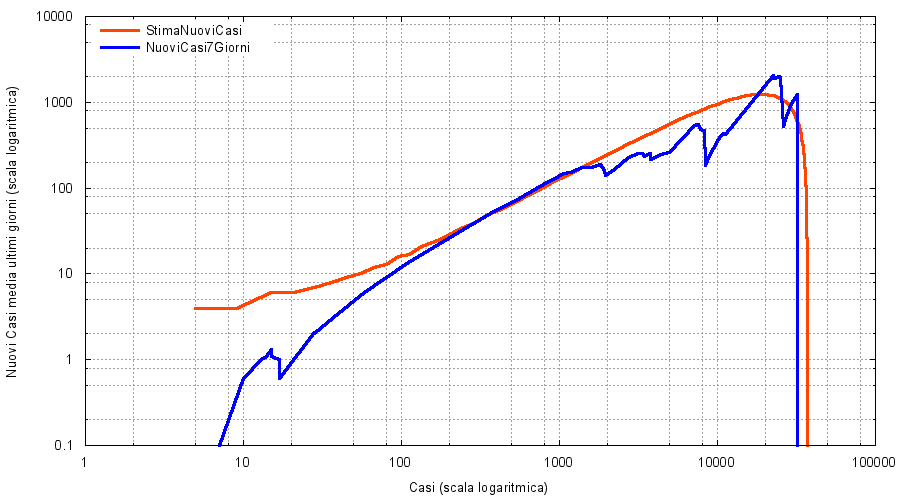 10000
1000
100
10
1
0.1
StimaNuoviCasi
NuoviCasi7Giorni
Nuovi Casi media ultimi giorni (scala logaritmica)
1 10 100 1000 10000 100000
Casi (scala logaritmica)